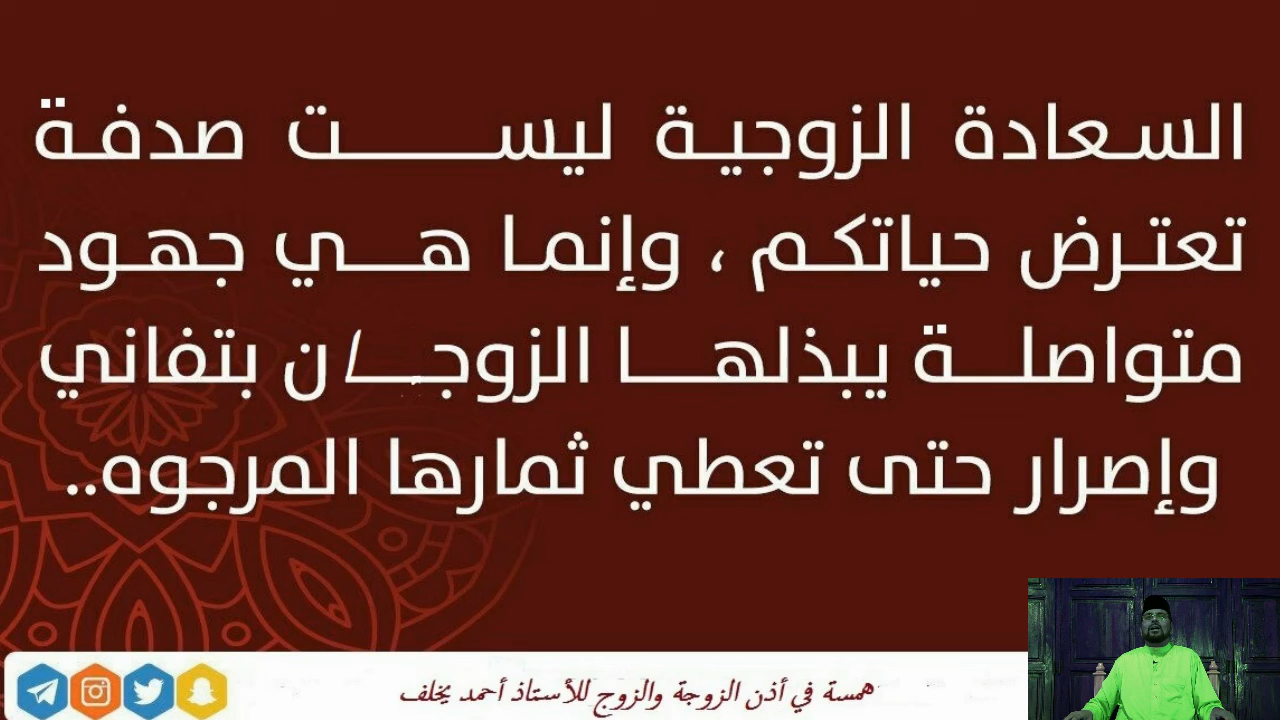 السعادة الزوجية ليست صدفة
تعترض حياتكم ، وإنما هي جهود
متواصلة يبذلها الزوجان بتفاني
وإصرار حتى تعطي ثمارها المرجوه..
همسة في أذن الزوجة والزوج للأستاذ أحمد يخلف